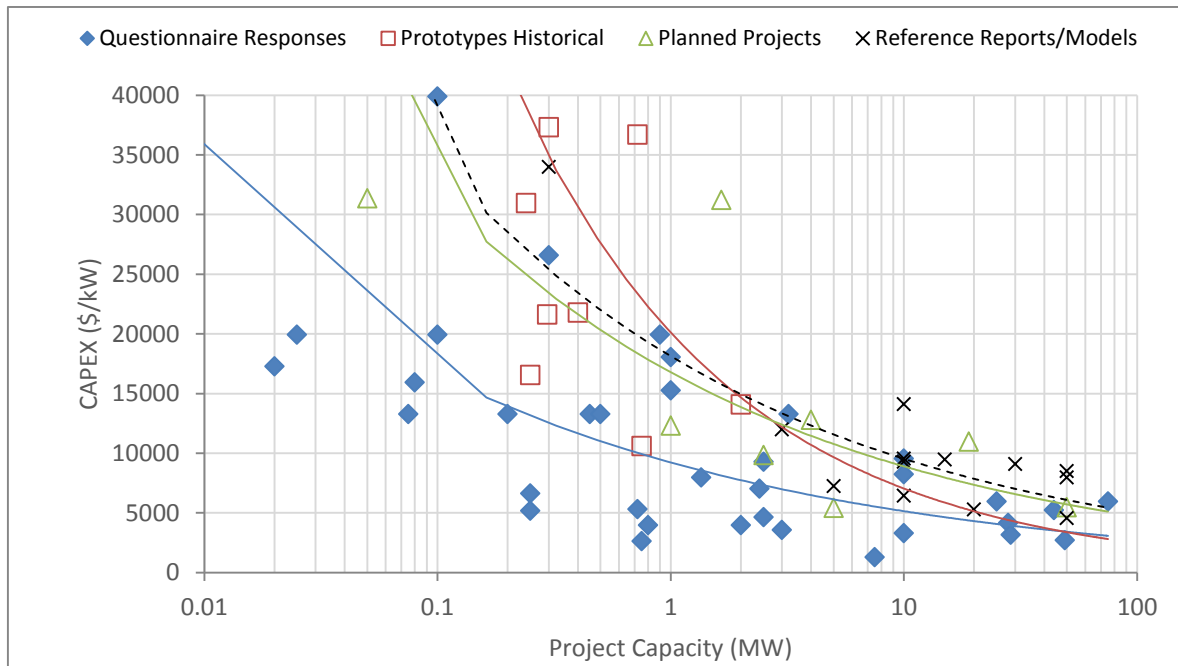 Questionnaire Responses Prototypes Historical Planned Projects Reference Reports/Models
40000
35000
30000
25000
20000
15000
10000
5000
0
CAPEX ($/kW)
0.01 0.1 1 10 100
Project Capacity (MW)